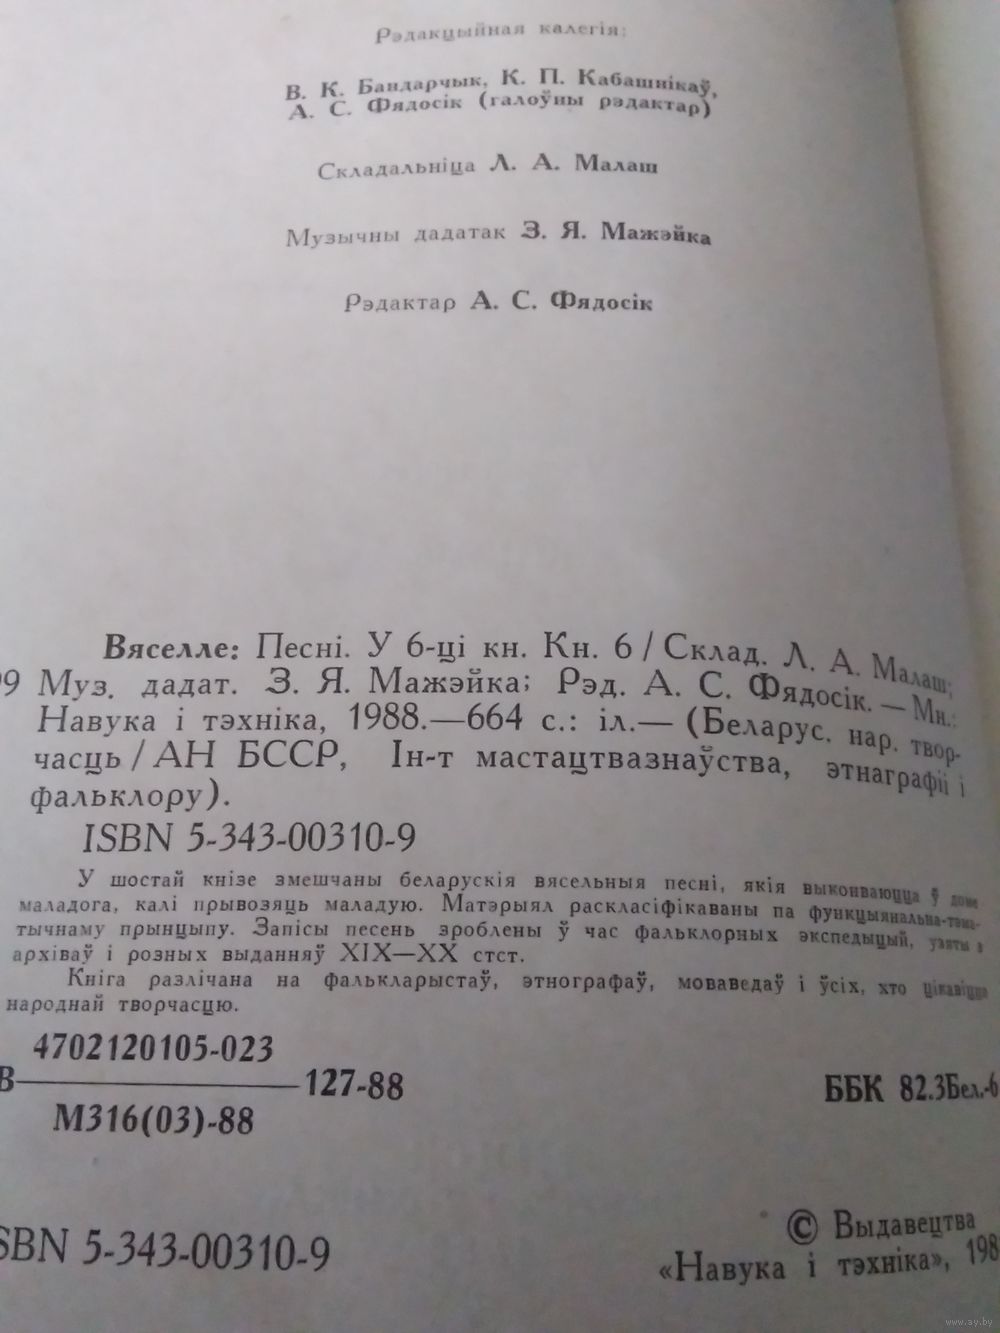 Рэдакцыйная калегія:
В. К. Бандарчык, К. П. Кабашнікаў,
А. С. Фядосік (галоўны рэдактар)
Складальніца Л. А. Малаш
Музычны дадатак З. Я. Мажэйка
Рэдактар А. С. Фядосік
Вяселле: Песні. У 6-ці кн. Кн. 6 / Склад. Л. А. Малаш;
99 Муз. дадат. З. Я. Мажэйка; Рэд. А. С. Фядосік. — Мн.:
Навука і тэхніка, 1988.—664 с.: іл.— (Беларус. нар. твор-
часць / АН БССР, Ін-т мастацтвазнаўства, этнаграфіі і
фальклору).
ISBN 5-343-00310-9
У шостай кнізе змешчаны беларускія вясельныя песні, якія выконваюцца ў доме
маладога, калі прывозяць маладую. Матэрыял раскласіфікаваны па функцыянальна-тэма-
тычнаму прынцыпу. Запісы песень зроблены ў час фальклорных экспедыцый, узяты з
архіваў і розных выданняў XIX—XX стст.
Кніга разлічана на фалькларыстаў, этнографаў, моваведаў і ўсіх, хто цікавіцца
народнай творчасцю.
4702120105-023
В——127-88
М316(03)-88
ББК 82.3Бел.-6
© Выдавецтва
«Навука і тэхніка», 198
SBN 5-343-00310-9
www.ay.by